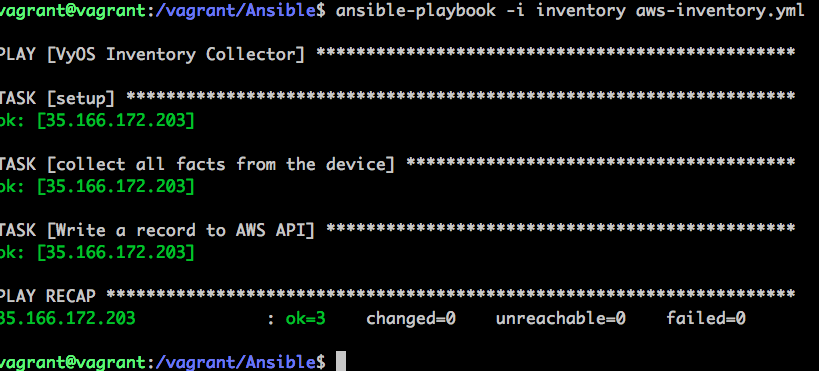 vagrant@vagrant:/vagrant/Ansible$ ansible-playbook -i inventory aws-inventory.yml
PLAY [VyOS Inventory Collector] ************************************************
TASK [setup] *******************************************************************
ok: [35.166.172.203]
TASK [collect all facts from the device] ***************************************
ok: [35.166.172.203]
TASK [Write a record to AWS API] ***********************************************
ok: [35.166.172.203]
PLAY RECAP *********************************************************************
35.166.172.203 : ok=3 changed=0 unreachable=0 failed=0
vagrant@vagrant:/vagrant/Ansible$